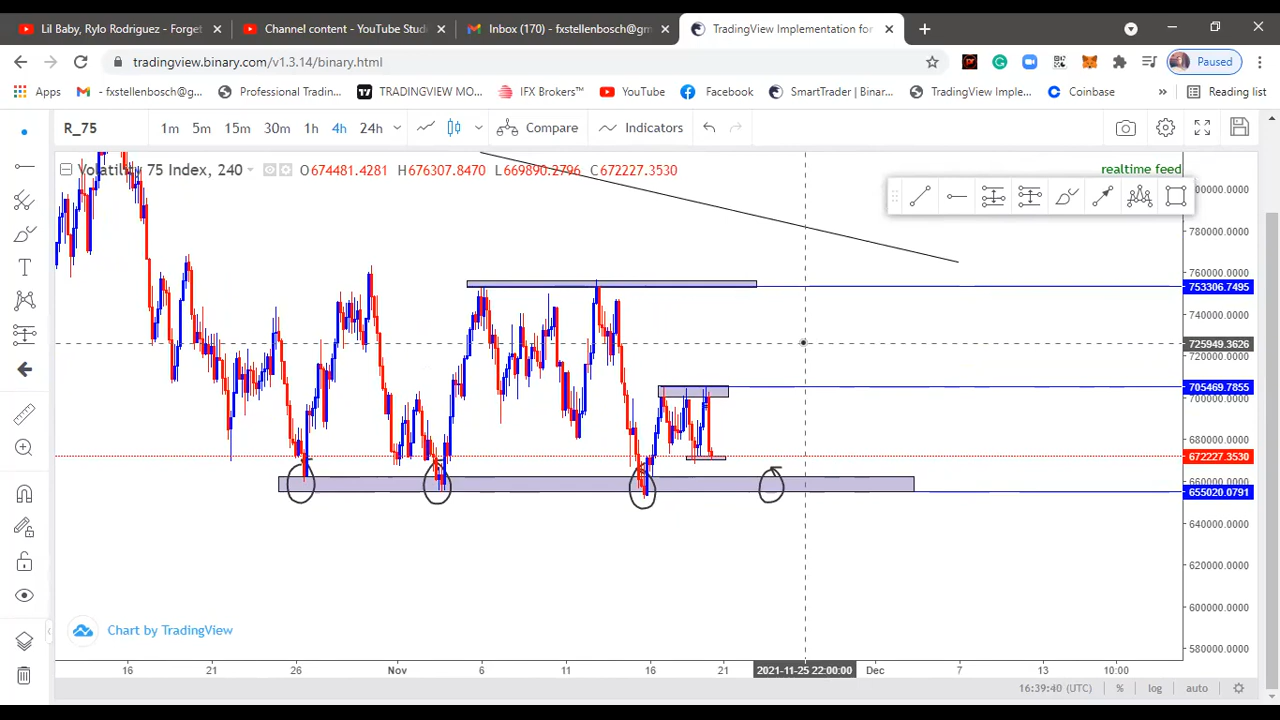 Lil Baby, Rylo Rodriguez - Forget
Channel content - YouTube Studi
Inbox (170) - fxstellenbosch@gm
TradingView Implementation for
tradingview.binary.com/v1.3.14/binary.html
Paused
Apps
-fxstellenbosch@g...
Professional Tradin...
TRADINGVIEW MO...
IFX Brokers™
YouTube
Facebook
SmartTrader | Binar...
TradingView Imple...
Coinbase
»
Reading list
R_75
1m 5m 15m 30m 1h 4h 24h
Compare
Indicators
Volatility 75 Index, 240
O674481.4281 H676307.8470 L669890.2796 C672227.3530
realtime feed
780000.0000
760000.0000
753306.7495
740000.0000
725949.3626
720000.0000
705469.7855
700000.0000
680000.0000
672227.3530
655020.0791
640000.0000
620000.0000
600000.0000
580000.0000
Chart by TradingView
16 21 26 Nov 6 11 16 21 2021-11-25 22:00:00 Dec 7 13 10:00
16:39:40 (UTC) % log auto